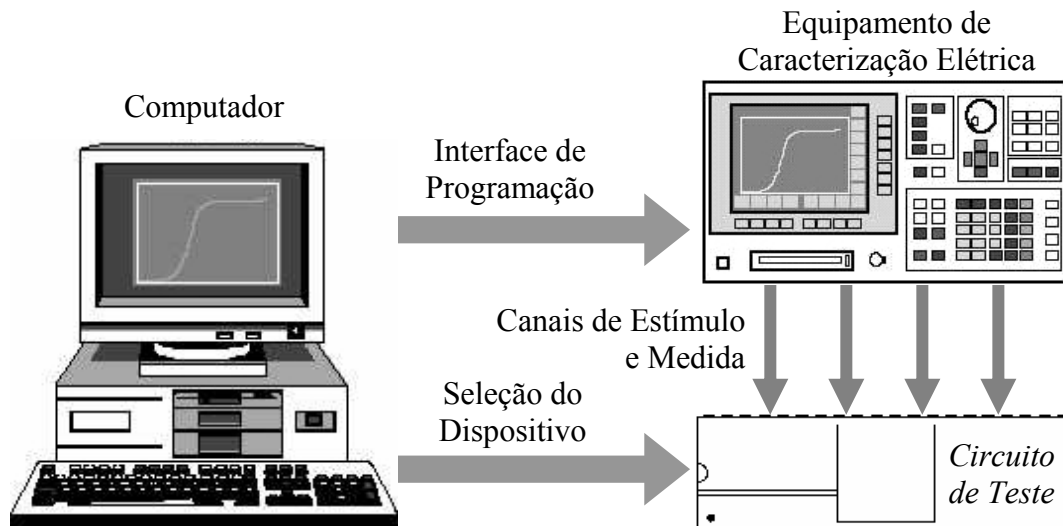 Equipamento de
Caracterização Elétrica
Computador
Interface de
Programação
Canais de Estímulo
e Medida
Seleção do
Dispositivo
Circuito
de Teste